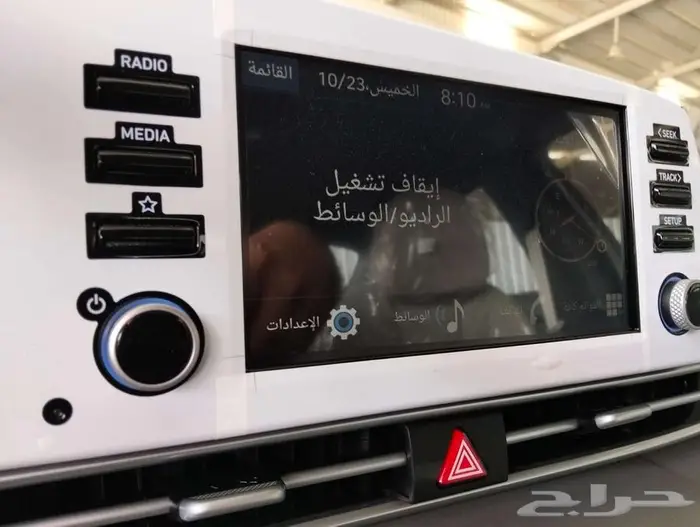 RADIO
MEDIA
القائمة
الخميس،10/23
8:10
إيقاف تشغيل
الراديو/الوسائط
الإعدادات
الوسائط
<SEEK
TRACK>
SETUP
حراج